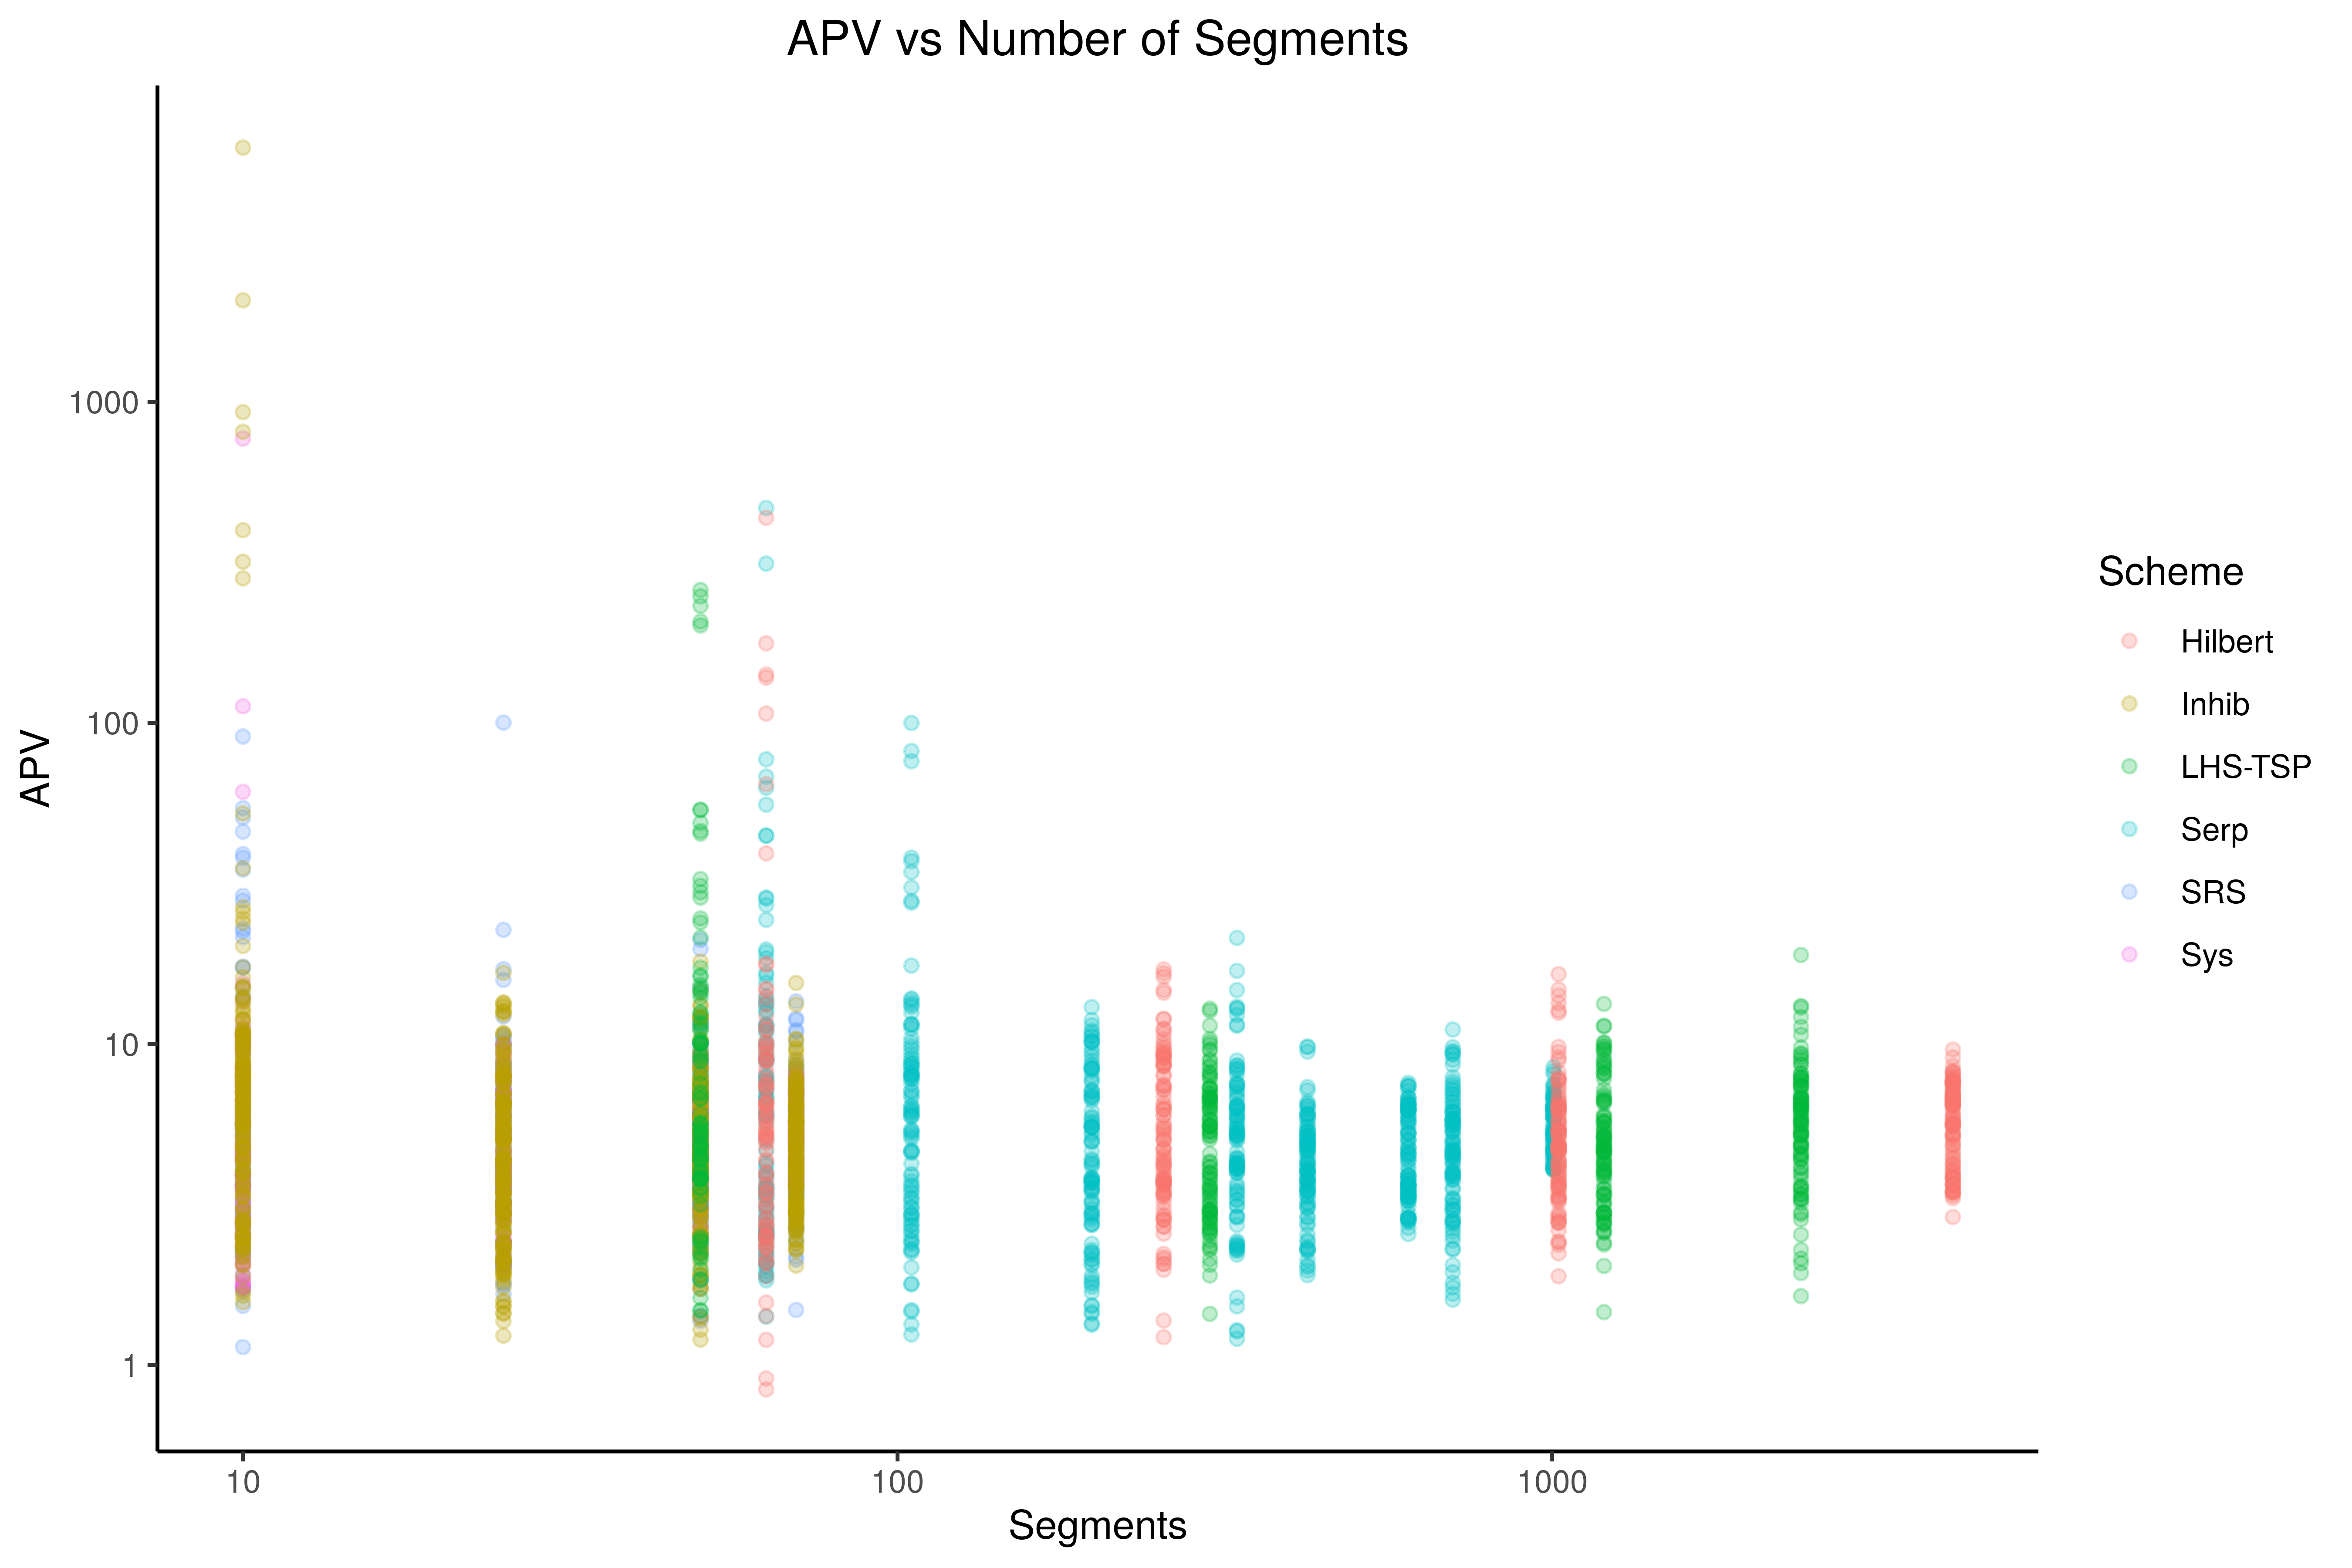 APV vs Number of Segments
APV
1000
100
10
1
10
100
1000
Segments
Scheme
Hilbert
Inhib
LHS-TSP
Serp
SRS
Sys